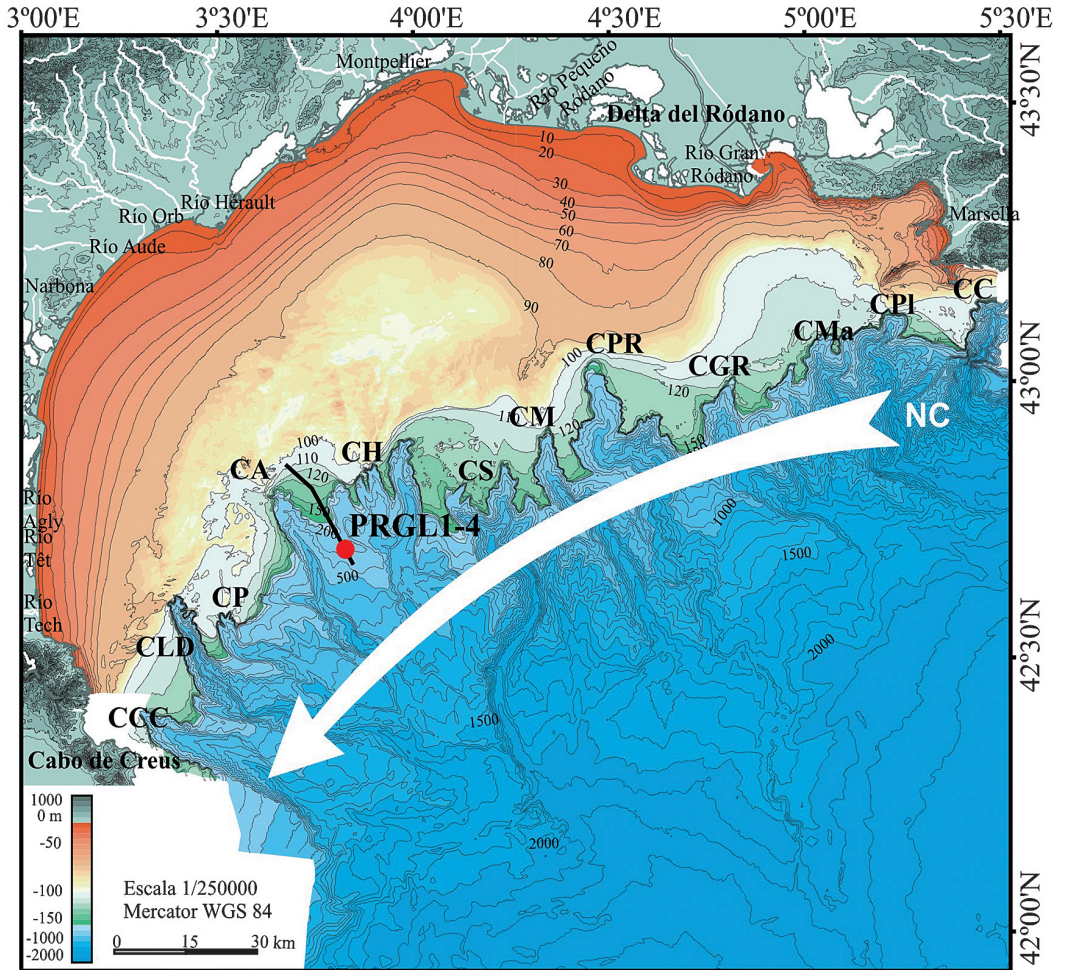 3°00'E
3°30'E
4°00'E
4°30'E
5°00'E
5°30'E
43°30'N
43°00'N
42°30'N
42°00'N
Montpellier
Río Pequeño
Ródano
Delta del Ródano
Río Gran
Ródano
Marsella
Río Hérault
Río Orb
Río Aude
Narbona
10
20
30
40
50
60
70
80
90
100
110
120
CC
CPl
CMa
CPR
CGR
120
150
CM
120
NC
CS
CH
CA
100
110
120
150
200
PRGL1-4
500
1000
1500
2000
1500
2000
Río
Agly
Río
Têt
Río
Tech
CP
CLD
CCC
Cabo de Creus
1000
0 m
-50
-100
-150
-1000
-2000
Escala 1/250000
Mercator WGS 84
0 15 30 km